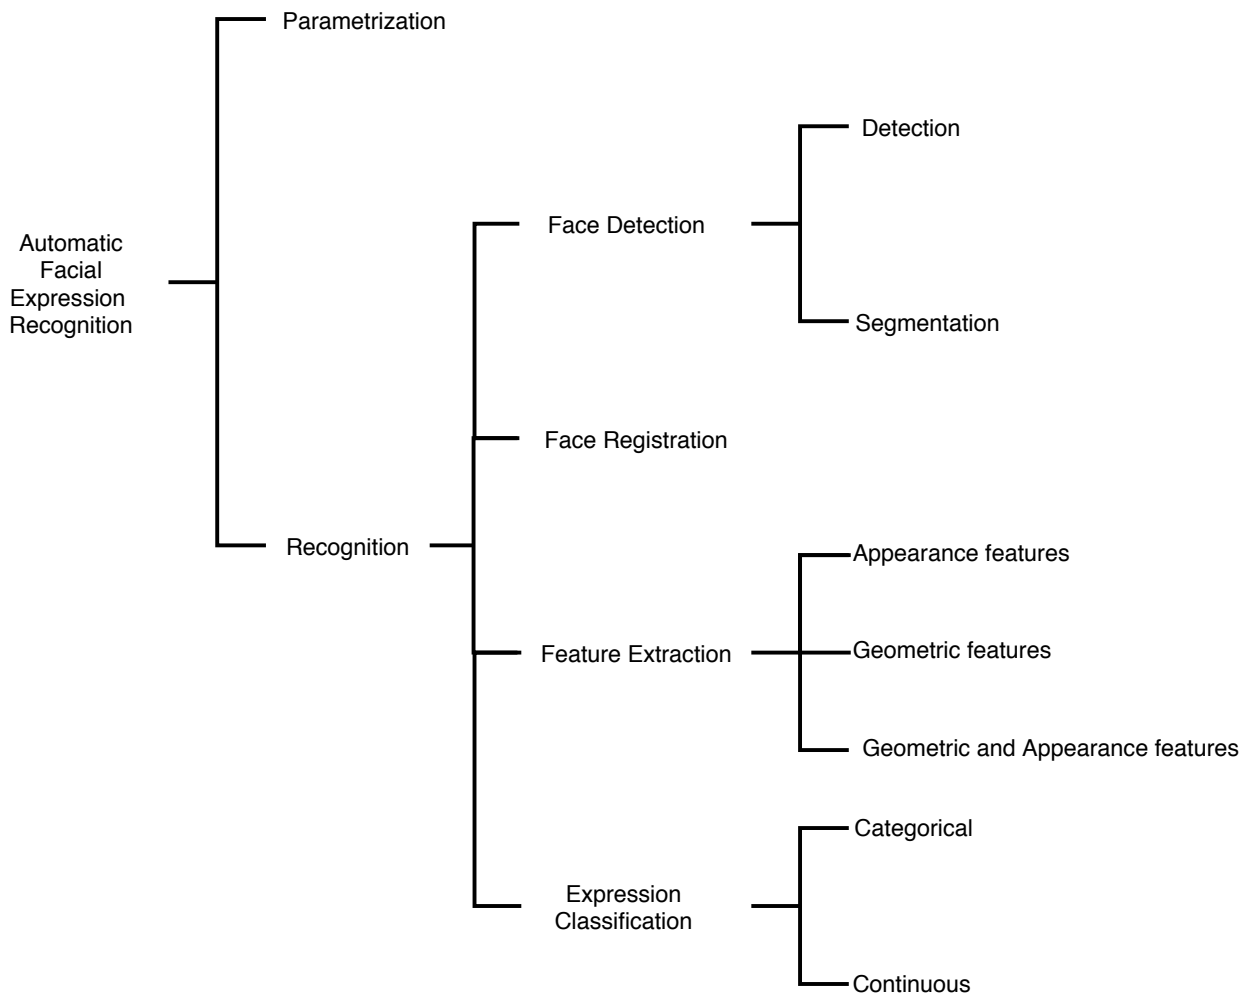 Parametrization
Detection
Face Detection
Automatic
Facial
Expression
Recognition
Segmentation
Face Registration
Recognition
Appearance features
Geometric features
Feature Extraction
Geometric and Appearance features
Categorical
Expression
Classification
Continuous